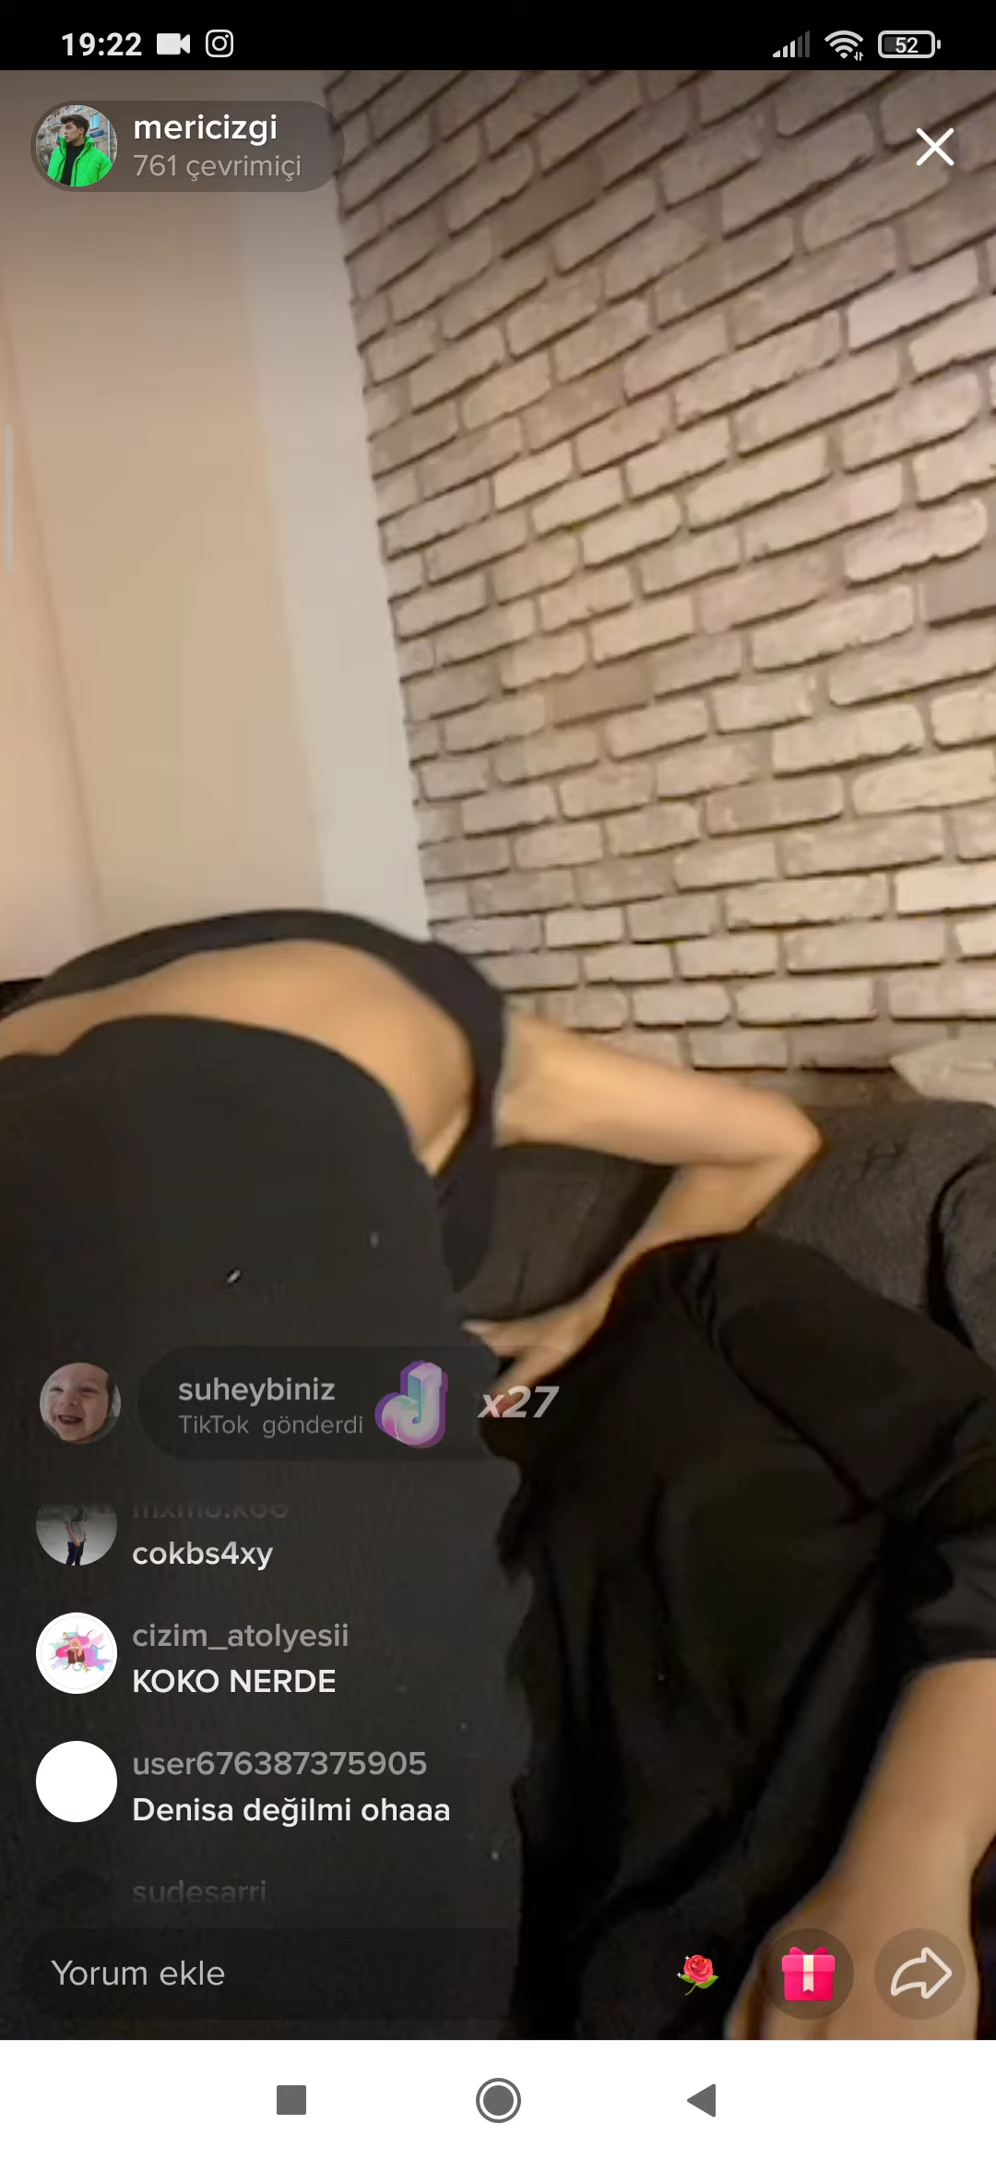 19:22
52
mericizgi
761 çevrimiçi
suheybiniz
TikTok gönderdi
x27
cokbs4xy
cizim_atolyesii
KOKO NERDE
user676387375905
Denisa değilmi ohaaa
sudesarri
Yorum ekle